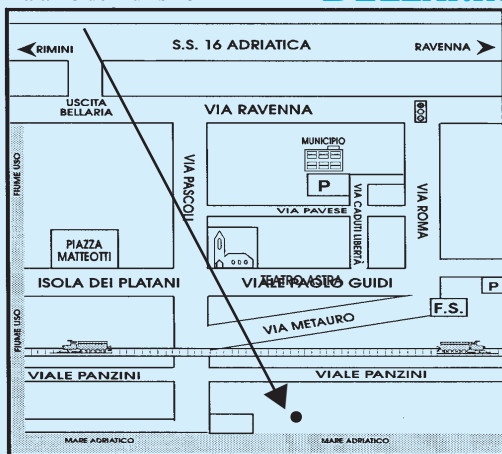 RIMINI
S.S. 16 ADRIATICA
RAVENNA
USCITA
BELLARIA
VIA RAVENNA
MUNICIPIO
P
FIUME USO
VIA PASCOLI
VIA CADUTI LIBERTÀ
VIA ROMA
VIA PAVESE
PIAZZA
MATTEOTTI
TEATRO ASTRA
ISOLA DEI PLATANI
VIALE PAOLO GUIDI
P
F.S.
VIA METAURO
FIUME USO
VIALE PANZINI
VIALE PANZINI
MARE ADRIATICO
MARE ADRIATICO